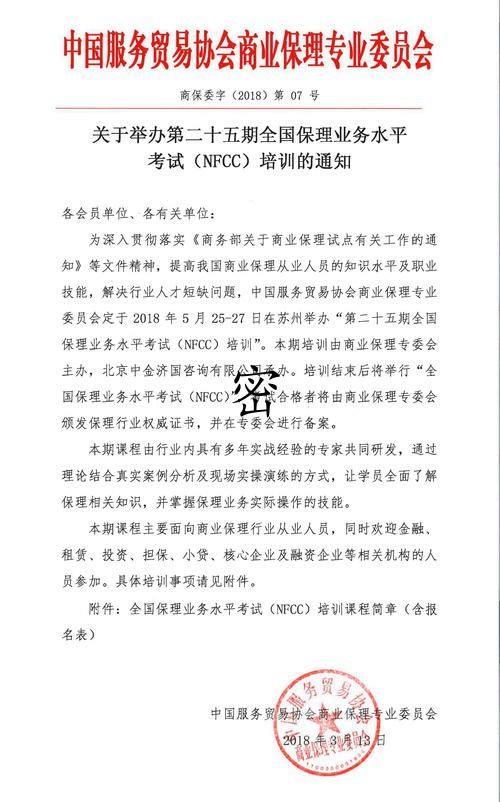 中国服务贸易协会商业保理专业委员会
商保委字（2018）第 07 号
关于举办第二十五期全国保理业务水平
考试（NFCC）培训的通知
各会员单位、各有关单位：
为深入贯彻落实《商务部关于商业保理试点有关工作的通
知》等文件精神，提高我国商业保理从业人员的知识水平及职业
技能，解决行业人才短缺问题，中国服务贸易协会商业保理专业
委员会定于 2018 年 5 月 25-27 日在苏州举办“第二十五期全国
保理业务水平考试（NFCC）培训”。本期培训由商业保理专委会
主办，北京中金济国咨询有限公 承办。培训结束后将举行“全
国保理业务水平考试（NFCC）” 试合格者将由商业保理专委会
密
颁发保理行业权威证书，并在专委会进行备案。
本期课程由行业内具有多年实战经验的专家共同研发，通过
理论结合真实案例分析及现场实操演练的方式，让学员全面了解
保理相关知识，并掌握保理业务实际操作的技能。
本期课程主要面向商业保理行业从业人员，同时欢迎金融、
租赁、投资、担保、小贷、核心企业及融资企业等相关机构的人
员参加。具体培训事项请见附件。
附件：全国保理业务水平考试（NFCC）培训课程简章（含报
名表）
中国服务贸易协会商业保理专业委员会
2018 年 3 月 13 日
中国服务贸易协会
商业保理专业委员会